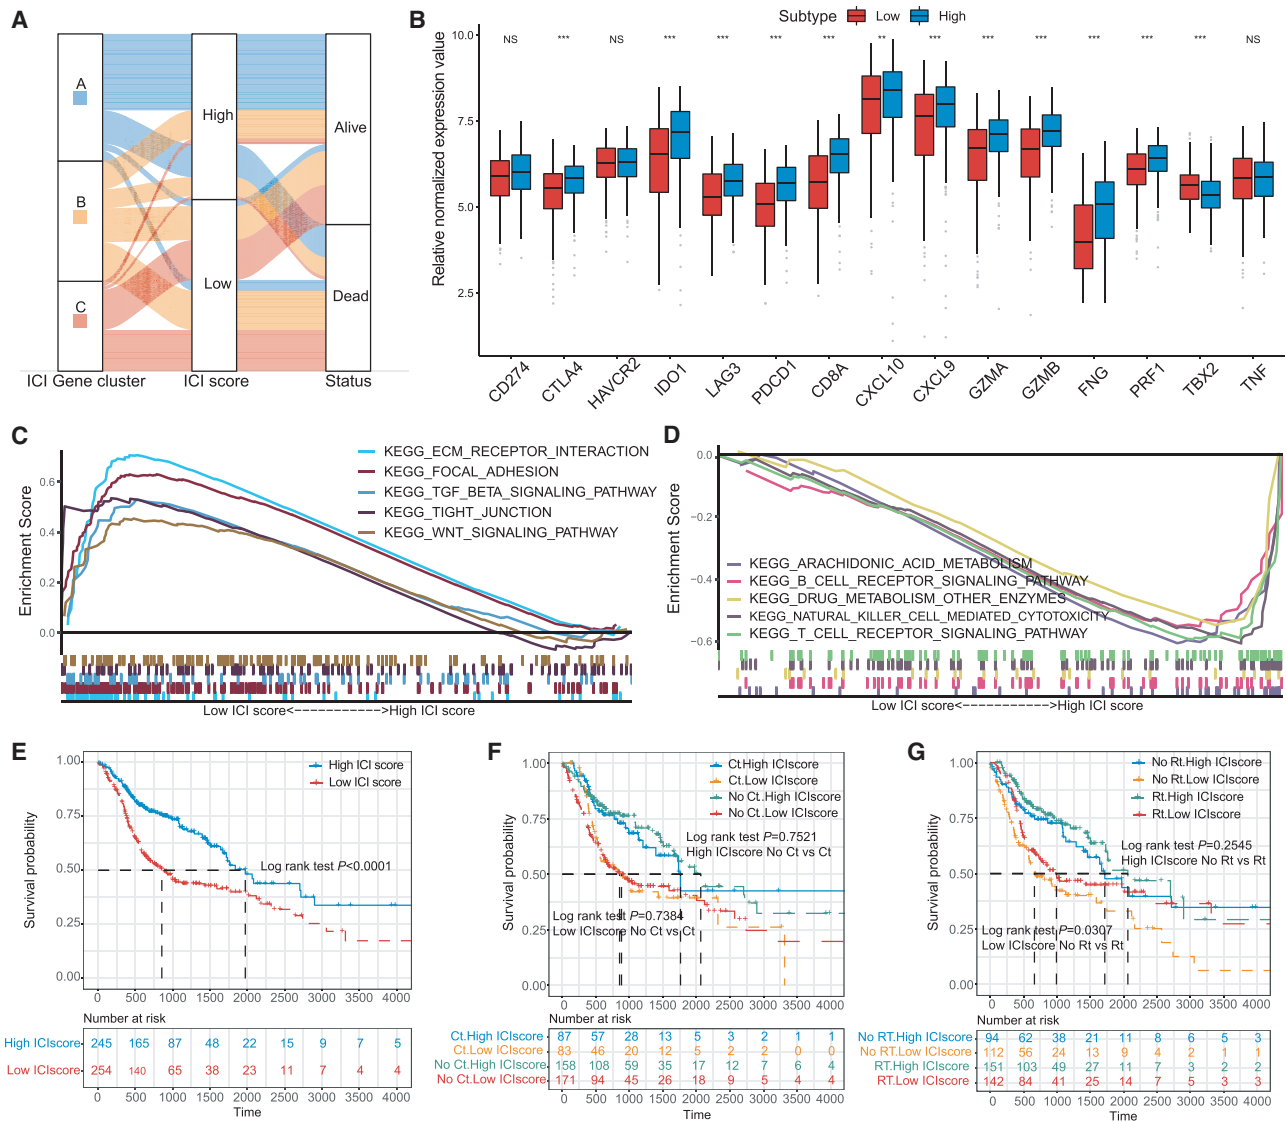 A
A
B
C
High
Low
Alive
Dead
ICI Gene cluster
ICI score
Status
B
Subtype
Low
High
Relative normalized expression value
10.0
7.5
5.0
2.5
NS
***
NS
***
***
***
***
**
***
***
***
***
***
***
NS
CD274
CTLA4
HAVCR2
IDO1
LAG3
PDCD1
CD8A
CXCL10
CXCL9
GZMA
GZMB
FNG
PRF1
TBX2
TNF
C
Enrichment Score
0.6
0.4
0.2
0.0
KEGG_ECM_RECEPTOR_INTERACTION
KEGG_FOCAL_ADHESION
KEGG_TGF_BETA_SIGNALING_PATHWAY
KEGG_TIGHT_JUNCTION
KEGG_WNT_SIGNALING_PATHWAY
Low ICI score<------------>High ICI score
D
Enrichment Score
0.0
−0.2
−0.4
−0.6
KEGG_ARACHIDONIC_ACID_METABOLISM
KEGG_B_CELL_RECEPTOR_SIGNALING_PATHWAY
KEGG_DRUG_METABOLISM_OTHER_ENZYMES
KEGG_NATURAL_KILLER_CELL_MEDIATED_CYTOTOXICITY
KEGG_T_CELL_RECEPTOR_SIGNALING_PATHWAY
Low ICI score<------------>High ICI score
E
Survival probability
1.00
0.75
0.50
0.25
0.00
High ICI score
Low ICI score
Log rank test P<0.0001
0 500 1000 1500 2000 2500 3000 3500 4000
Number at risk
High ICIscore 245 165 87 48 22 15 9 7 5
Low ICIscore 254 140 65 38 23 11 7 4 4
0 500 1000 1500 2000 2500 3000 3500 4000
Time
F
Survival probability
1.00
0.75
0.50
0.25
0.00
Ct.High ICIscore
Ct.Low ICIscore
No Ct.High ICIscore
No Ct.Low ICIscore
Log rank test P=0.7521
High ICIscore No Ct vs Ct
Log rank test P=0.7384
Low ICIscore No Ct vs Ct
0 500 1000 1500 2000 2500 3000 3500 4000
Number at risk
Ct.High ICIscore 87 57 28 13 5 3 2 1 1
Ct.Low ICIscore 83 46 20 12 5 2 2 0 0
No Ct.High ICIscore 158 108 59 35 17 12 7 6 4
No Ct.Low ICIscore 171 94 45 26 18 9 5 4 4
0 500 1000 1500 2000 2500 3000 3500 4000
Time
G
Survival probability
1.00
0.75
0.50
0.25
0.00
No Rt.High ICIscore
No Rt.Low ICIscore
Rt.High ICIscore
Rt.Low ICIscore
Log rank test P=0.2545
High ICIscore No Rt vs Rt
Log rank test P=0.0307
Low ICIScore No Rt vs Rt
0 500 1000 1500 2000 2500 3000 3500 4000
Number at risk
No RT.High ICIscore 94 62 38 21 11 8 6 5 3
No RT.Low ICIscore 112 56 24 13 9 4 2 1 1
RT.High ICIscore 151 103 49 27 11 7 3 2 2
RT.Low ICIscore 142 84 41 25 14 7 5 3 3
0 500 1000 1500 2000 2500 3000 3500 4000
Time